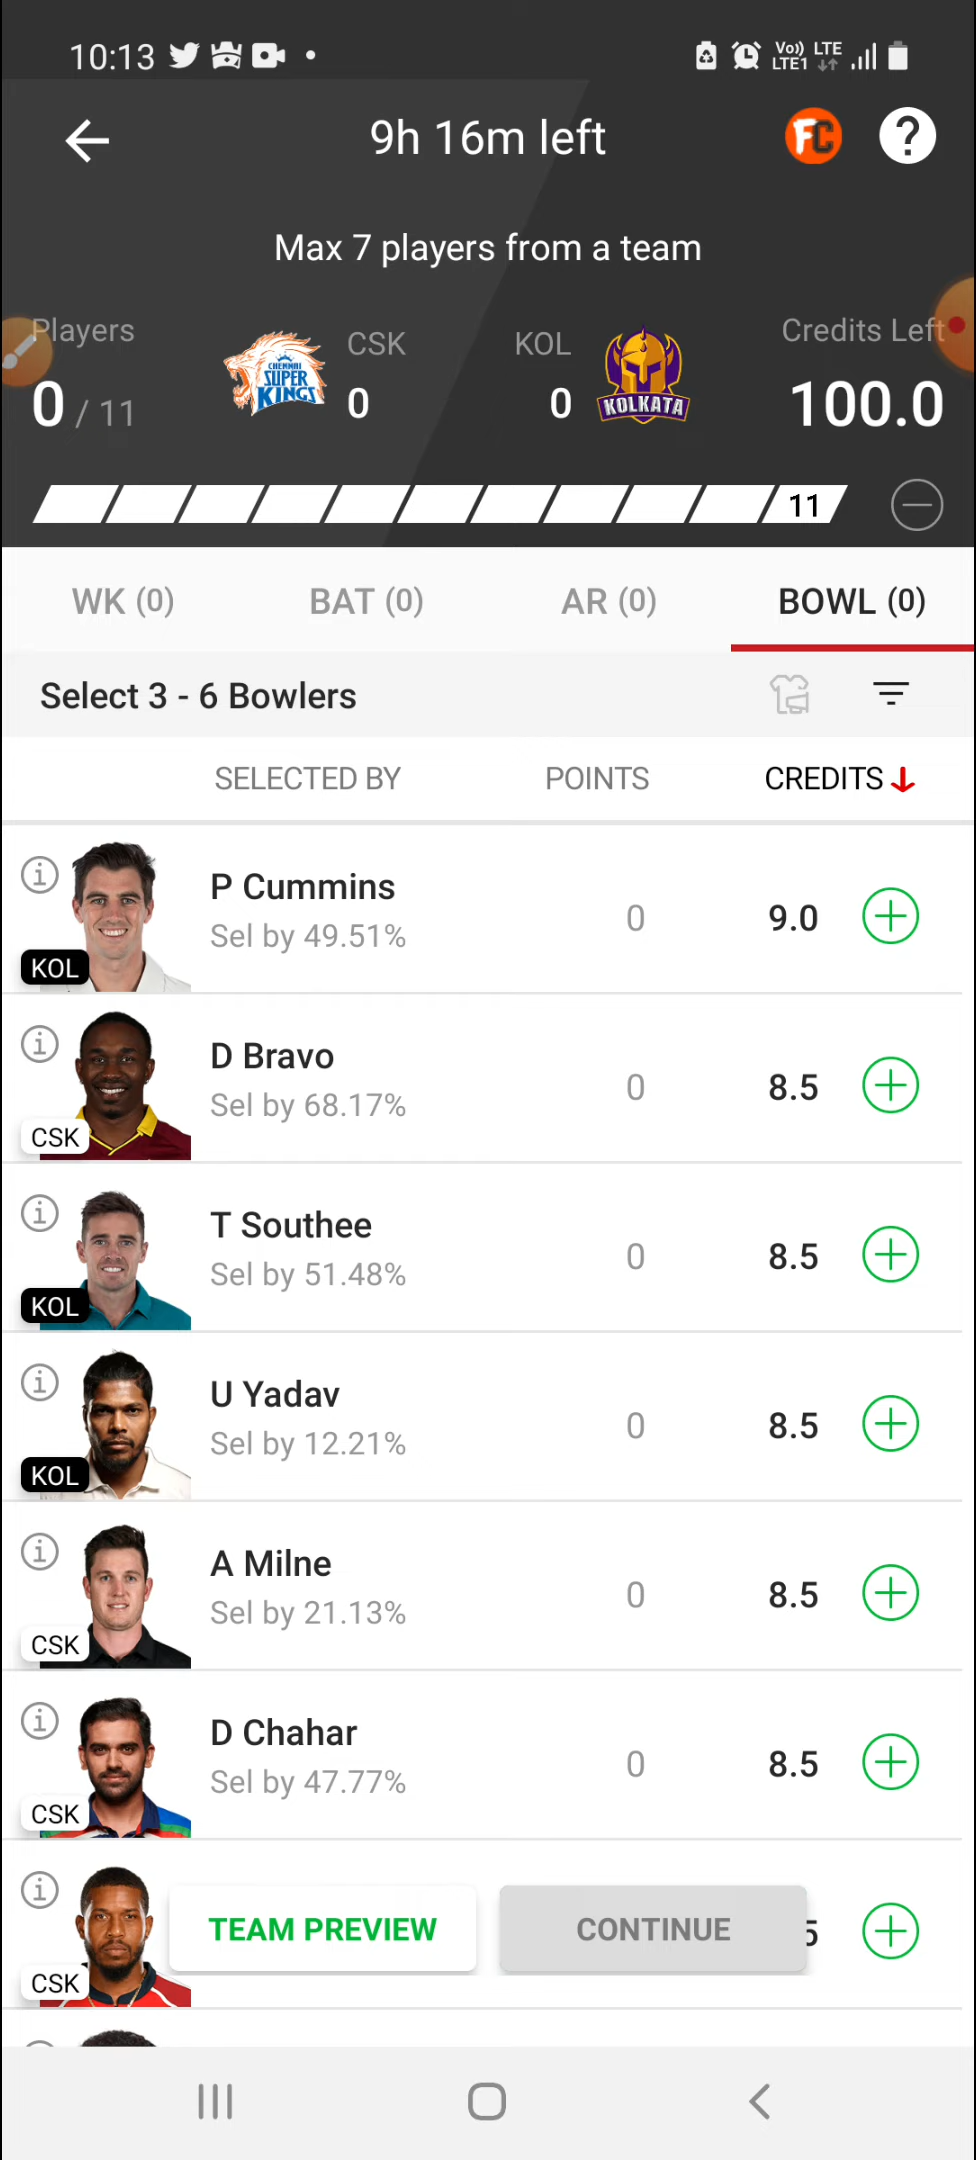 10:13
Vo)) LTE
LTE1
9h 16m left
FC
?
Max 7 players from a team
Players
CSK
KOL
Credits Left
CHENNAI
SUPER
KINGS
KOLKATA
0 / 11
0
0
100.0
11
WK (0)
BAT (0)
AR (0)
BOWL (0)
Select 3 - 6 Bowlers
SELECTED BY
POINTS
CREDITS
P Cummins
Sel by 49.51%
0
9.0
KOL
D Bravo
Sel by 68.17%
0
8.5
CSK
T Southee
Sel by 51.48%
0
8.5
KOL
U Yadav
Sel by 12.21%
0
8.5
KOL
A Milne
Sel by 21.13%
0
8.5
CSK
D Chahar
Sel by 47.77%
0
8.5
CSK
TEAM PREVIEW
CONTINUE
5
CSK